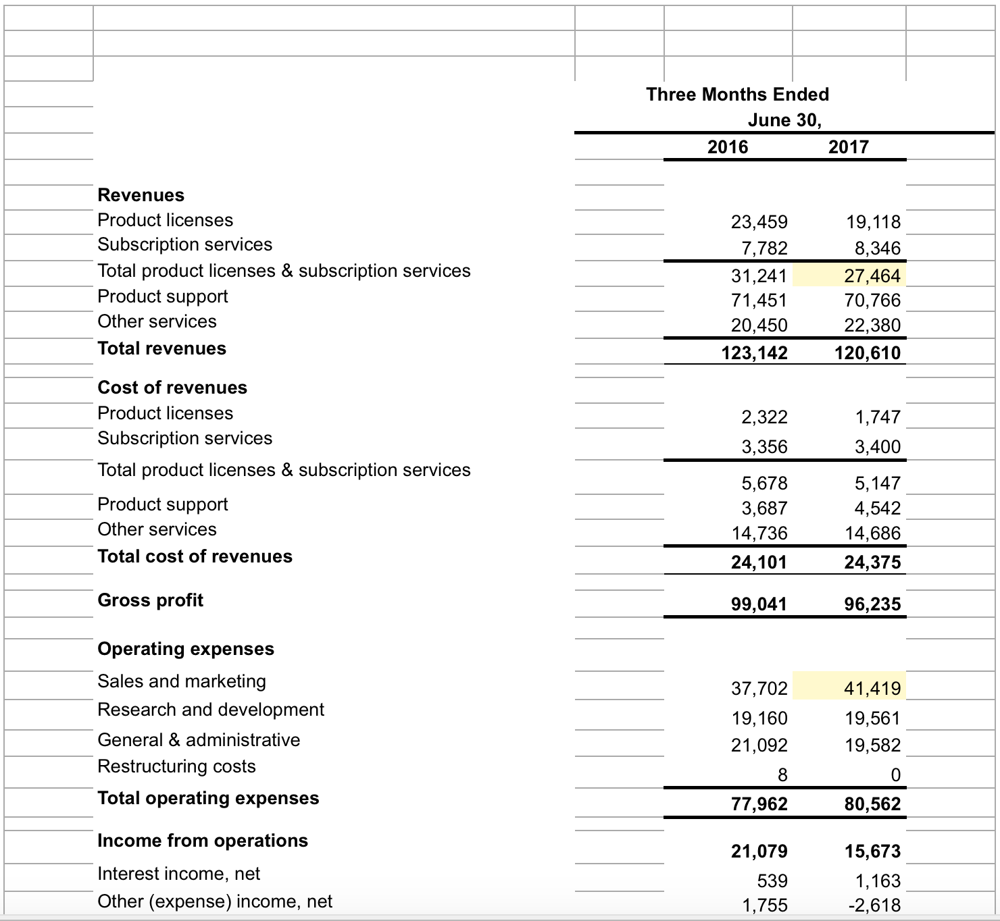 Three Months Ended
June 30,
2016 2017
Revenues
Product licenses 23,459 19,118
Subscription services 7,782 8,346
Total product licenses & subscription services 31,241 27,464
Product support 71,451 70,766
Other services 20,450 22,380
Total revenues 123,142 120,610
Cost of revenues
Product licenses 2,322 1,747
Subscription services 3,356 3,400
Total product licenses & subscription services 5,678 5,147
Product support 3,687 4,542
Other services 14,736 14,686
Total cost of revenues 24,101 24,375
Gross profit 99,041 96,235
Operating expenses
Sales and marketing 37,702 41,419
Research and development 19,160 19,561
General & administrative 21,092 19,582
Restructuring costs 8 0
Total operating expenses 77,962 80,562
Income from operations 21,079 15,673
Interest income, net 539 1,163
Other (expense) income, net 1,755 -2,618